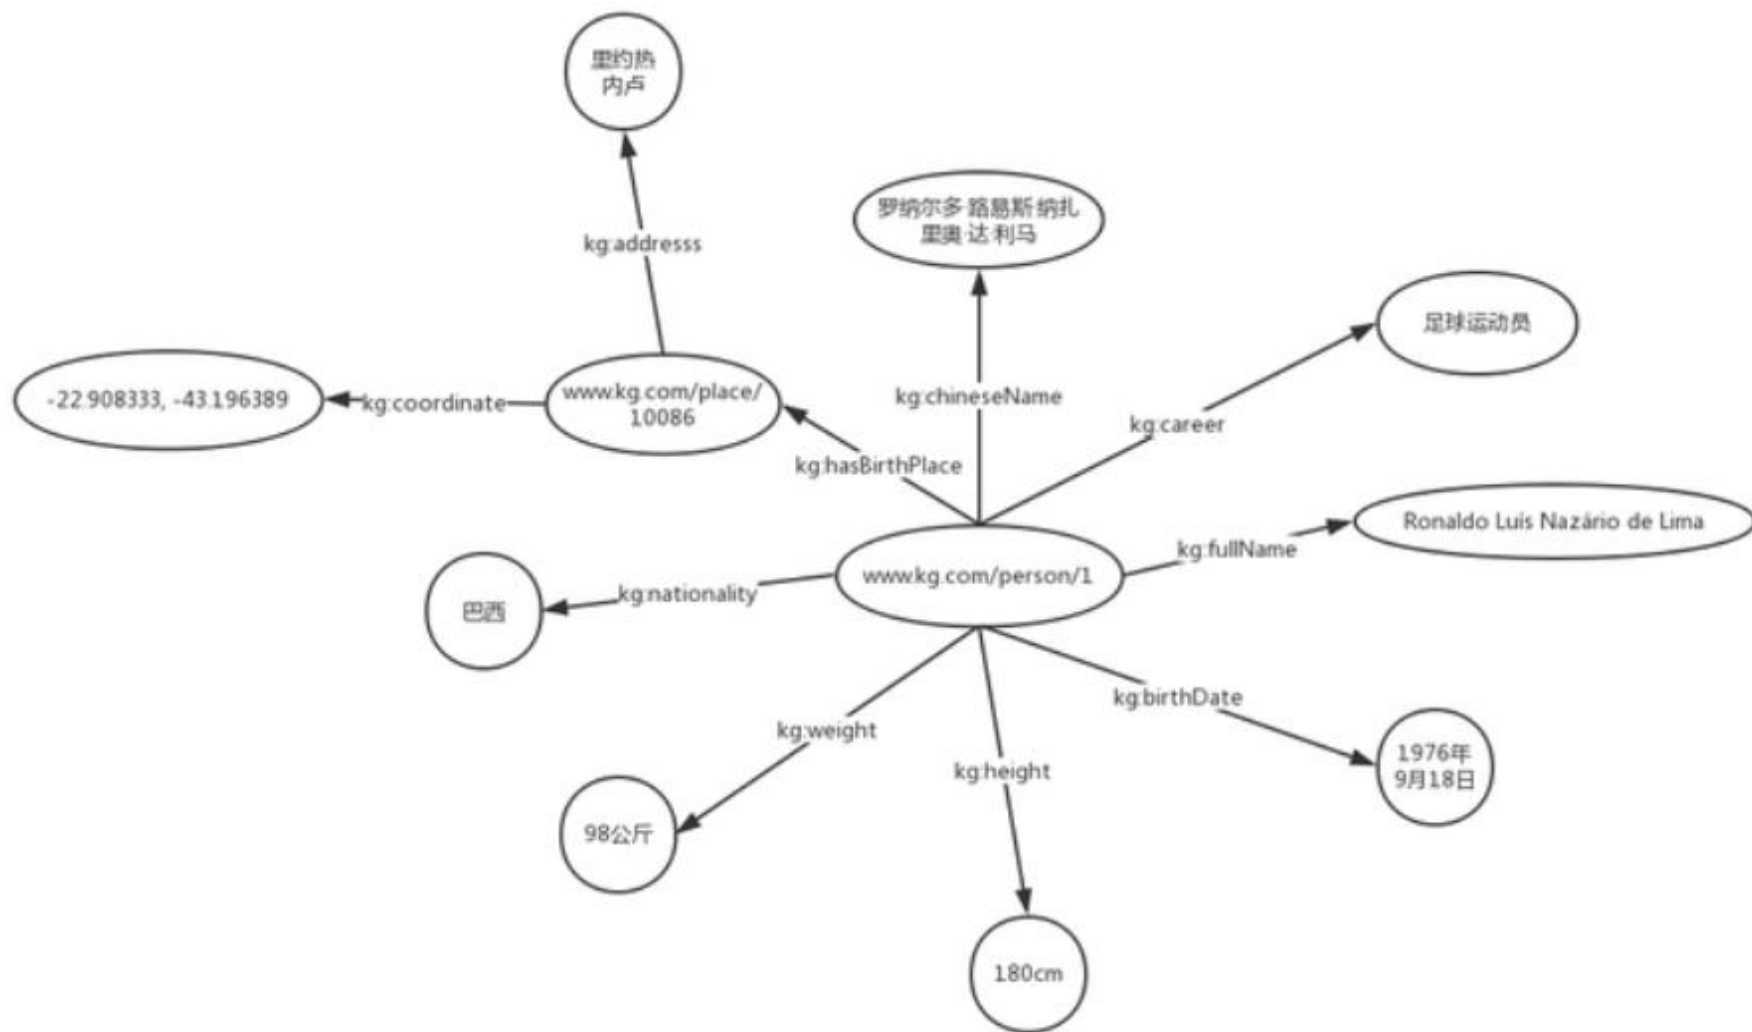 里约热
内卢
罗纳尔多·路易斯·纳扎
里奥·达·利马
kg:addresss
足球运动员
-22.908333, -43.196389
kg:coordinate
www.kg.com/place/
10086
kg:chineseName
kg:career
kg:hasBirthPlace
Ronaldo Luís Nazário de Lima
kg:fullName
www.kg.com/person/1
kg:nationality
巴西
kg:birthDate
kg:weight
kg:height
1976年
9月18日
98公斤
180cm